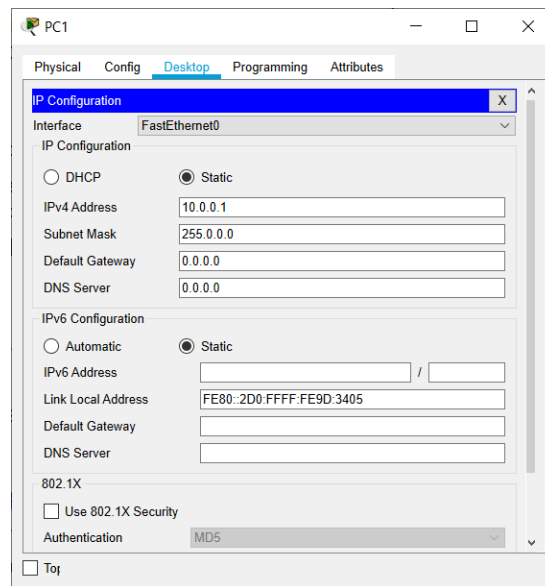 PC1
Physical Config Desktop Programming Attributes
IP Configuration X
Interface FastEthernet0
IP Configuration
DHCP Static
IPv4 Address 10.0.0.1
Subnet Mask 255.0.0.0
Default Gateway 0.0.0.0
DNS Server 0.0.0.0
IPv6 Configuration
Automatic Static
IPv6 Address /
Link Local Address FE80::2D0:FFFF:FE9D:3405
Default Gateway
DNS Server
802.1X
Use 802.1X Security
Authentication MD5
Top